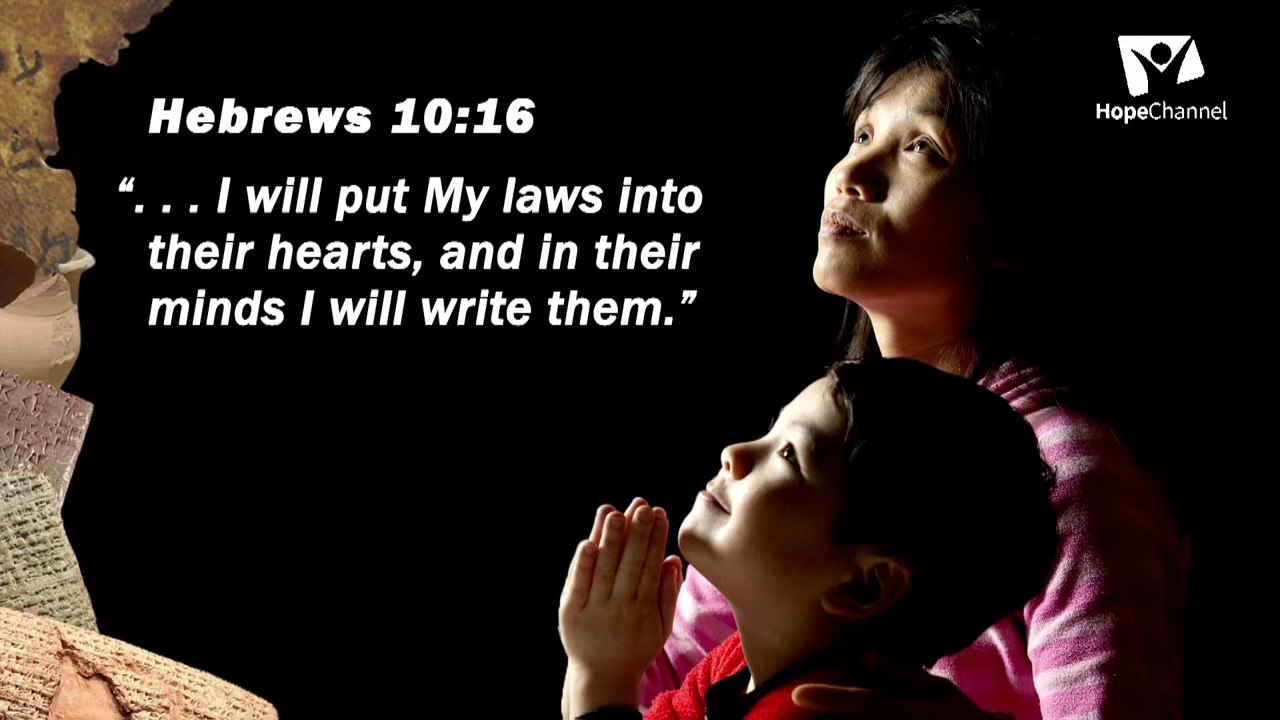 Hebrews 10:16
“. . . I will put My laws into
their hearts, and in their
minds I will write them.”
HopeChannel